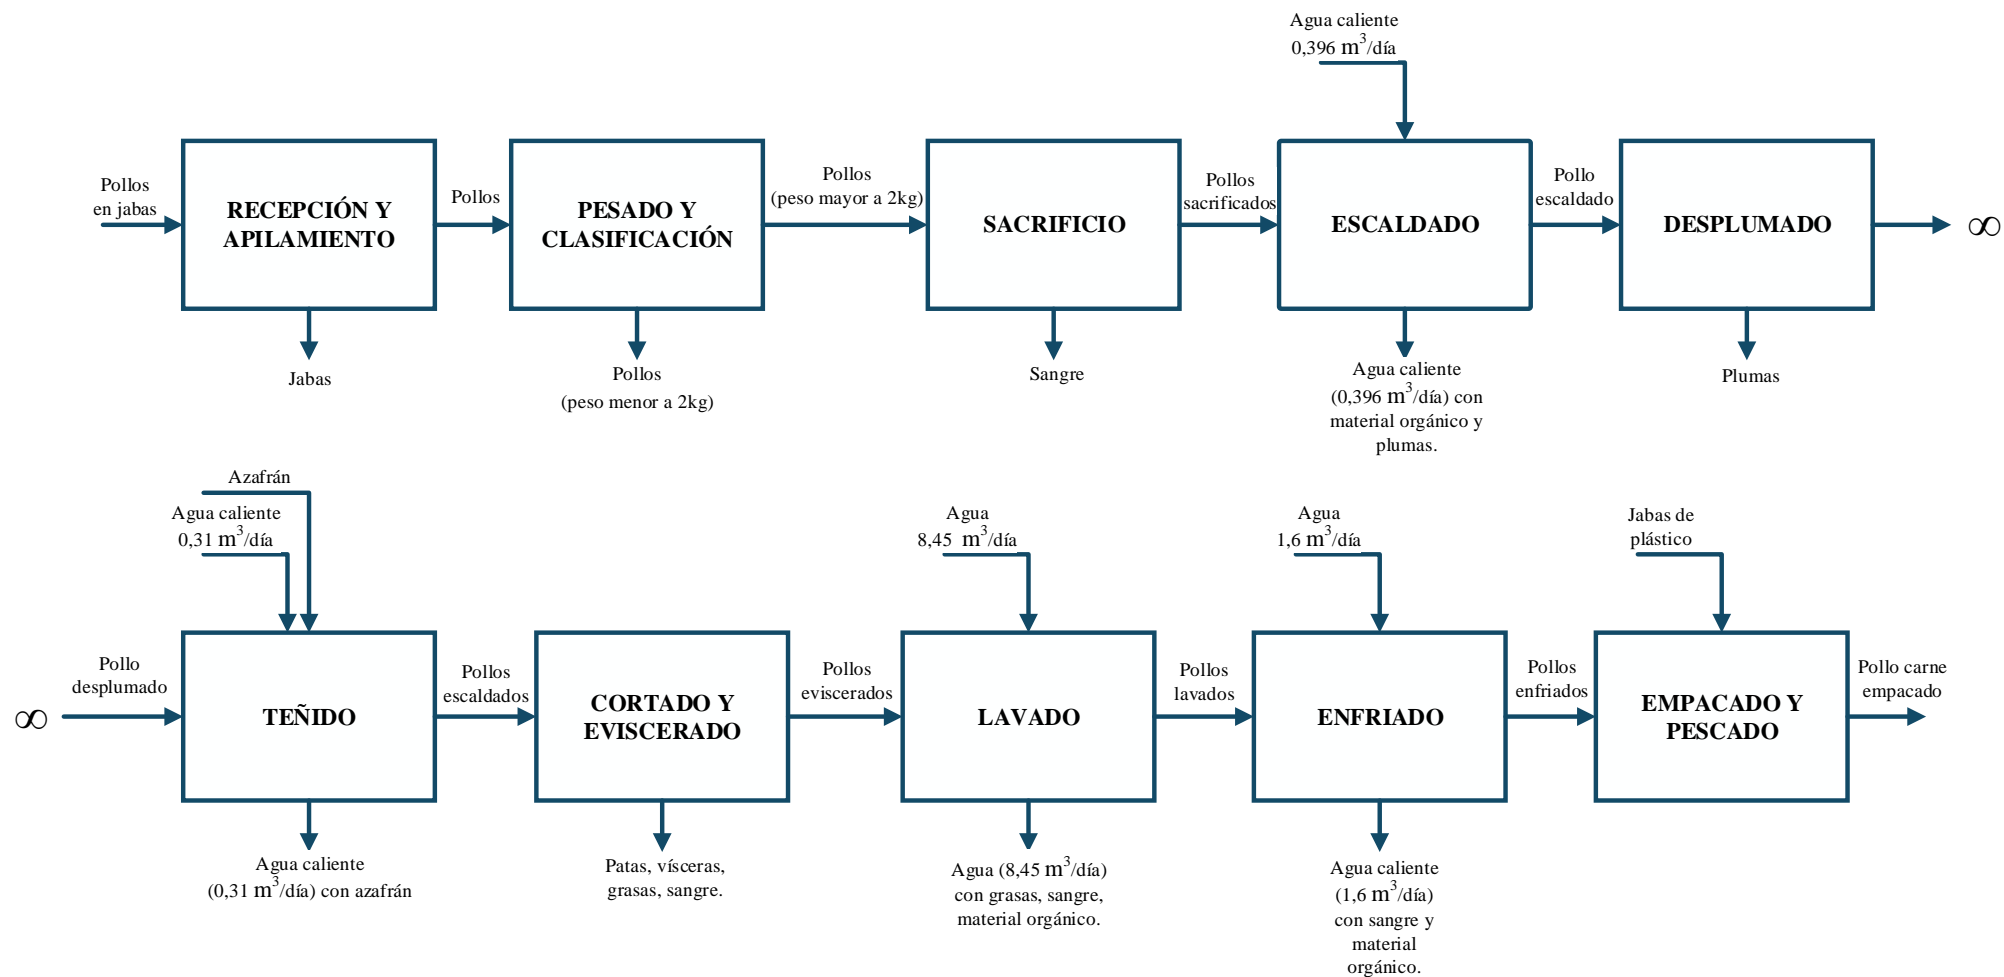 Agua caliente
0,396 m³/día
Pollos
en jabas
RECEPCIÓN Y
APILAMIENTO
Pollos
PESADO Y
CLASIFICACIÓN
Pollos
(peso mayor a 2kg)
SACRIFICIO
Pollos
sacrificados
ESCALDADO
Pollo
escaldado
DESPLUMADO
∞
Jabas
Pollos
(peso menor a 2kg)
Sangre
Agua caliente
(0,396 m³/día) con
material orgánico y
plumas.
Plumas
Azafrán
Agua caliente
0,31 m³/día
Agua
8,45 m³/día
Agua
1,6 m³/día
Jabas de
plástico
∞
Pollo
desplumado
TEÑIDO
Pollos
escaldados
CORTADO Y
EVISCERADO
Pollos
eviscerados
LAVADO
Pollos
lavados
ENFRIADO
Pollos
enfriados
EMPACADO Y
PESCADO
Pollo carne
empacado
Agua caliente
(0,31 m³/día) con azafrán
Patas, vísceras,
grasas, sangre.
Agua (8,45 m³/día)
con grasas, sangre,
material orgánico.
Agua caliente
(1,6 m³/día)
con sangre y
material
orgánico.